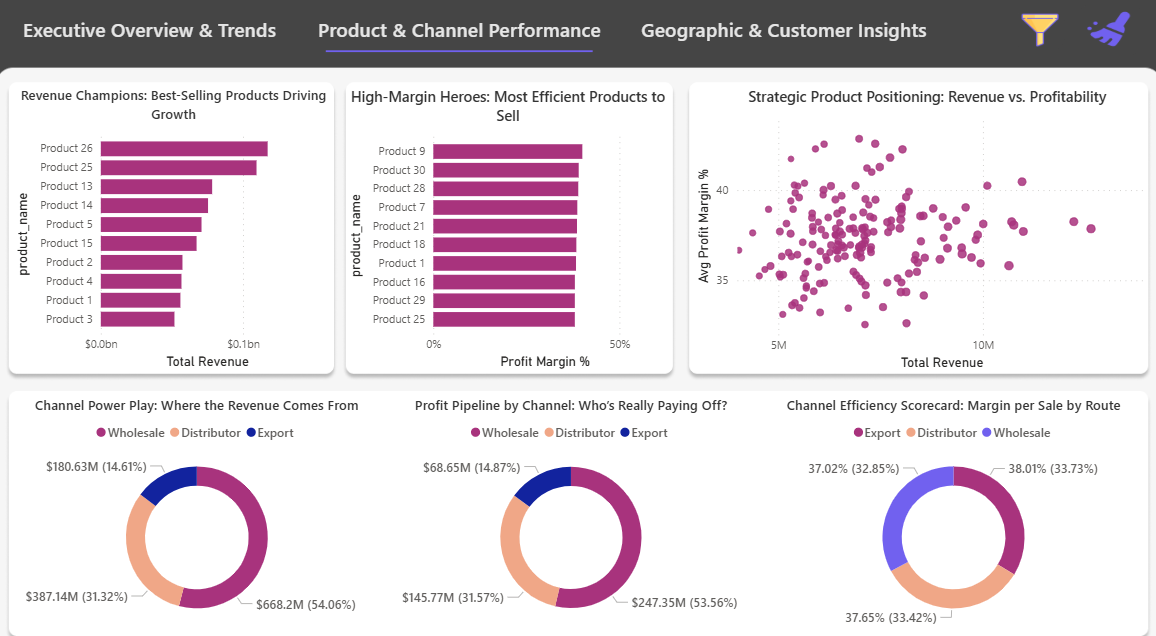 Executive Overview & Trends
Product & Channel Performance
Geographic & Customer Insights
Revenue Champions: Best-Selling Products Driving
Growth
product_name
Product 26
Product 25
Product 13
Product 14
Product 5
Product 15
Product 2
Product 4
Product 1
Product 3
$0.0bn
$0.1bn
Total Revenue
High-Margin Heroes: Most Efficient Products to
Sell
product_name
Product 9
Product 30
Product 28
Product 7
Product 21
Product 18
Product 1
Product 16
Product 29
Product 25
0%
50%
Profit Margin %
Strategic Product Positioning: Revenue vs. Profitability
Avg Profit Margin %
40
35
5M
10M
Total Revenue
Channel Power Play: Where the Revenue Comes From
Wholesale
Distributor
Export
$180.63M (14.61%)
$387.14M (31.32%)
$668.2M (54.06%)
Profit Pipeline by Channel: Who’s Really Paying Off?
Wholesale
Distributor
Export
$68.65M (14.87%)
$145.77M (31.57%)
$247.35M (53.56%)
Channel Efficiency Scorecard: Margin per Sale by Route
Export
Distributor
Wholesale
37.02% (32.85%)
38.01% (33.73%)
37.65% (33.42%)